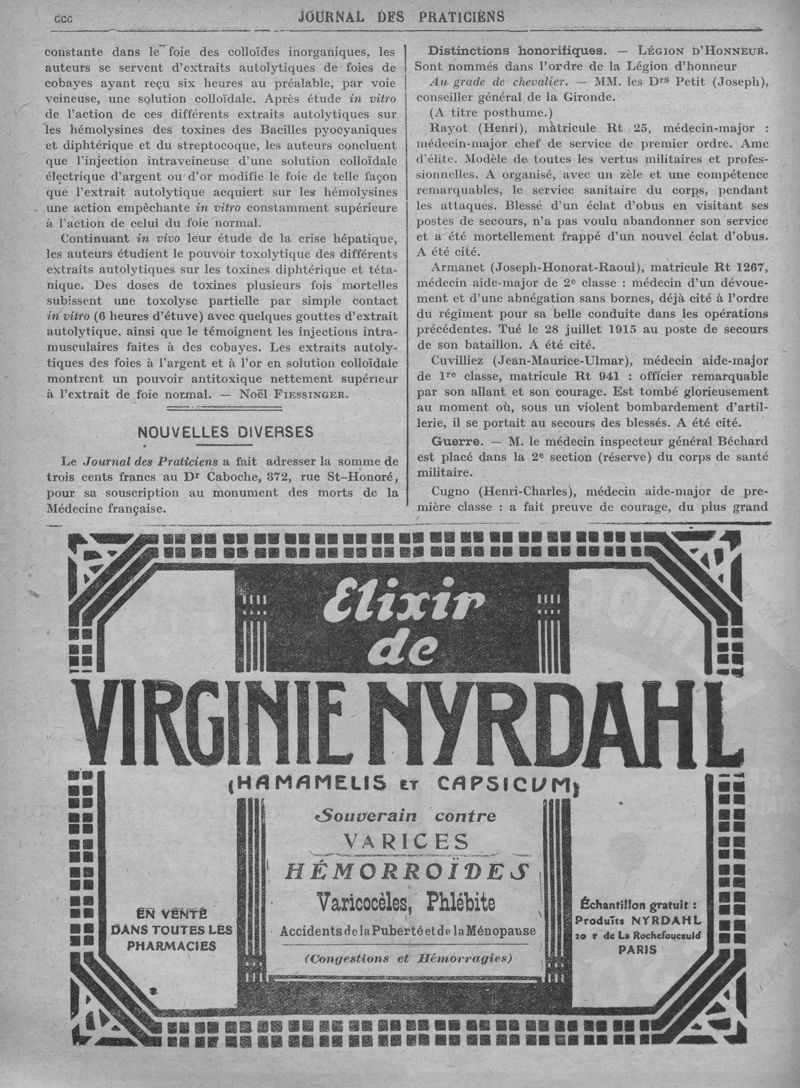 CCC
JOURNAL DES PRATICIENS
constante dans le foie des colloïdes inorganiques, les
auteurs se servent d'extraits autolytiques de foies de
cobayes ayant reçu six heures au préalable, par voie
veineuse, une solution colloïdale. Après étude in vitro
de l'action de ces différents extraits autolytiques sur
les hémolysines des toxines des Bacilles pyocyaniques
et diphtérique et du streptocoque, les auteurs concluent
que l'injection intraveineuse d'une solution colloïdale
électrique d'argent ou d'or modifie le foie de telle façon
que l'extrait autolytique acquiert sur les hémolysines
une action empêchante in vitro constamment supérieure
à l'action de celui du foie normal.
Continuant in vivo leur étude de la crise hépatique,
les auteurs étudient le pouvoir toxolytique des différents
extraits autolytiques sur les toxines diphtérique et téta-
nique. Des doses de toxines plusieurs fois mortelles
subissent une toxolyse partielle par simple contact
in vitro (6 heures d'étuve) avec quelques gouttes d'extrait
autolytique, ainsi que le témoignent les injections intra-
musculaires faites à des cobayes. Les extraits autoly-
tiques des foies à l'argent et à l'or en solution colloïdale
montrent un pouvoir antitoxique nettement supérieur
à l'extrait de foie normal. — Noël FIESSINGER.
NOUVELLES DIVERSES
Le Journal des Praticiens a fait adresser la somme de
trois cents francs au Dr Caboche, 372, rue St-Honoré,
pour sa souscription au monument des morts de la
Médecine française.
Distinctions honorifiques. — LÉGION D'HONNEUR.
Sont nommés dans l'ordre de la Légion d'honneur
Au grade de chevalier. — MM. les Drs Petit (Joseph),
conseiller général de la Gironde.
(A titre posthume.)
Rayot (Henri), matricule Rt 25, médecin-major :
médecin-major chef de service de premier ordre. Ame
d'élite. Modèle de toutes les vertus militaires et profes-
sionnelles. A organisé, avec un zèle et une compétence
remarquables, le service sanitaire du corps, pendant
les attaques. Blessé d'un éclat d'obus en visitant ses
postes de secours, n'a pas voulu abandonner son service
et a été mortellement frappé d'un nouvel éclat d'obus.
A été cité.
Armanet (Joseph-Honorat-Raoul), matricule Rt 1267,
médecin aide-major de 2e classe : médecin d'un dévoue-
ment et d'une abnégation sans bornes, déjà cité à l'ordre
du régiment pour sa belle conduite dans les opérations
précédentes. Tué le 28 juillet 1915 au poste de secours
de son bataillon. A été cité.
Cuvilliez (Jean-Maurice-Ulmar), médecin aide-major
de 1re classe, matricule Rt 941 : officier remarquable
par son allant et son courage. Est tombé glorieusement
au moment où, sous un violent bombardement d'artil-
lerie, il se portait au secours des blessés. A été cité.
Guerre. — M. le médecin inspecteur général Béchard
est placé dans la 2e section (réserve) du corps de santé
militaire.
Cugno (Henri-Charles), médecin aide-major de pre-
mière classe : a fait preuve de courage, du plus grand
Elixir
de
VIRGINIE NYRDAHL
(HAMAMELIS ET CAPSICUM)
Souverain contre
VARICES
HÉMORROÏDES
Varicocèles, Phlébite
Accidents de la Puberté et de la Ménopause
(Congestions et Hémorragies)
EN VENTE
DANS TOUTES LES
PHARMACIES
Échantillon gratuit :
Produits NYRDAHL
20 r de La Rochefoucauld
PARIS